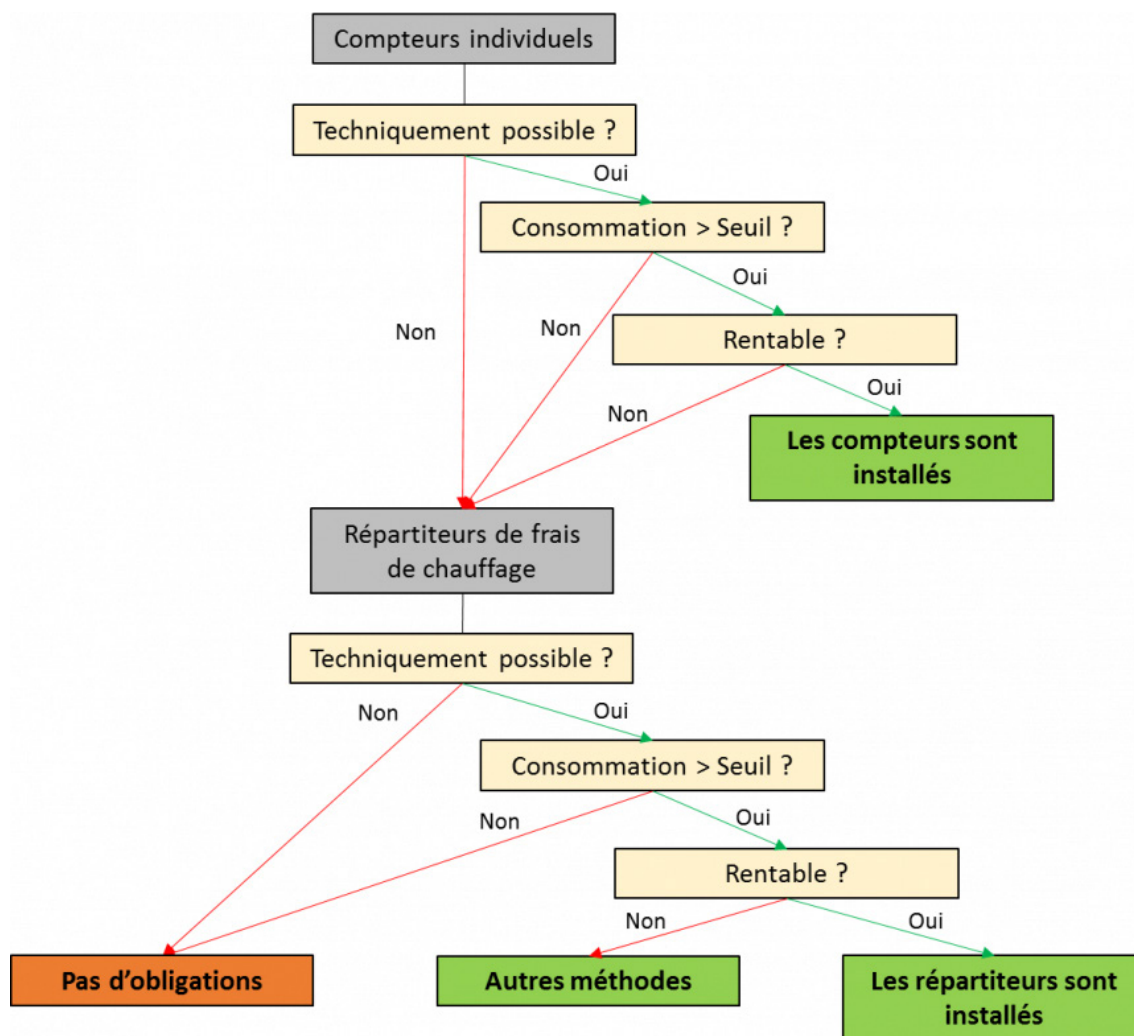 Compteurs individuels
Techniquement possible ?
Oui
Consommation > Seuil ?
Oui
Non
Non
Rentable ?
Oui
Non
Les compteurs sont
installés
Répartiteurs de frais
de chauffage
Techniquement possible ?
Non
Oui
Consommation > Seuil ?
Non
Oui
Rentable ?
Non
Oui
Pas d'obligations
Autres méthodes
Les répartiteurs sont
installés